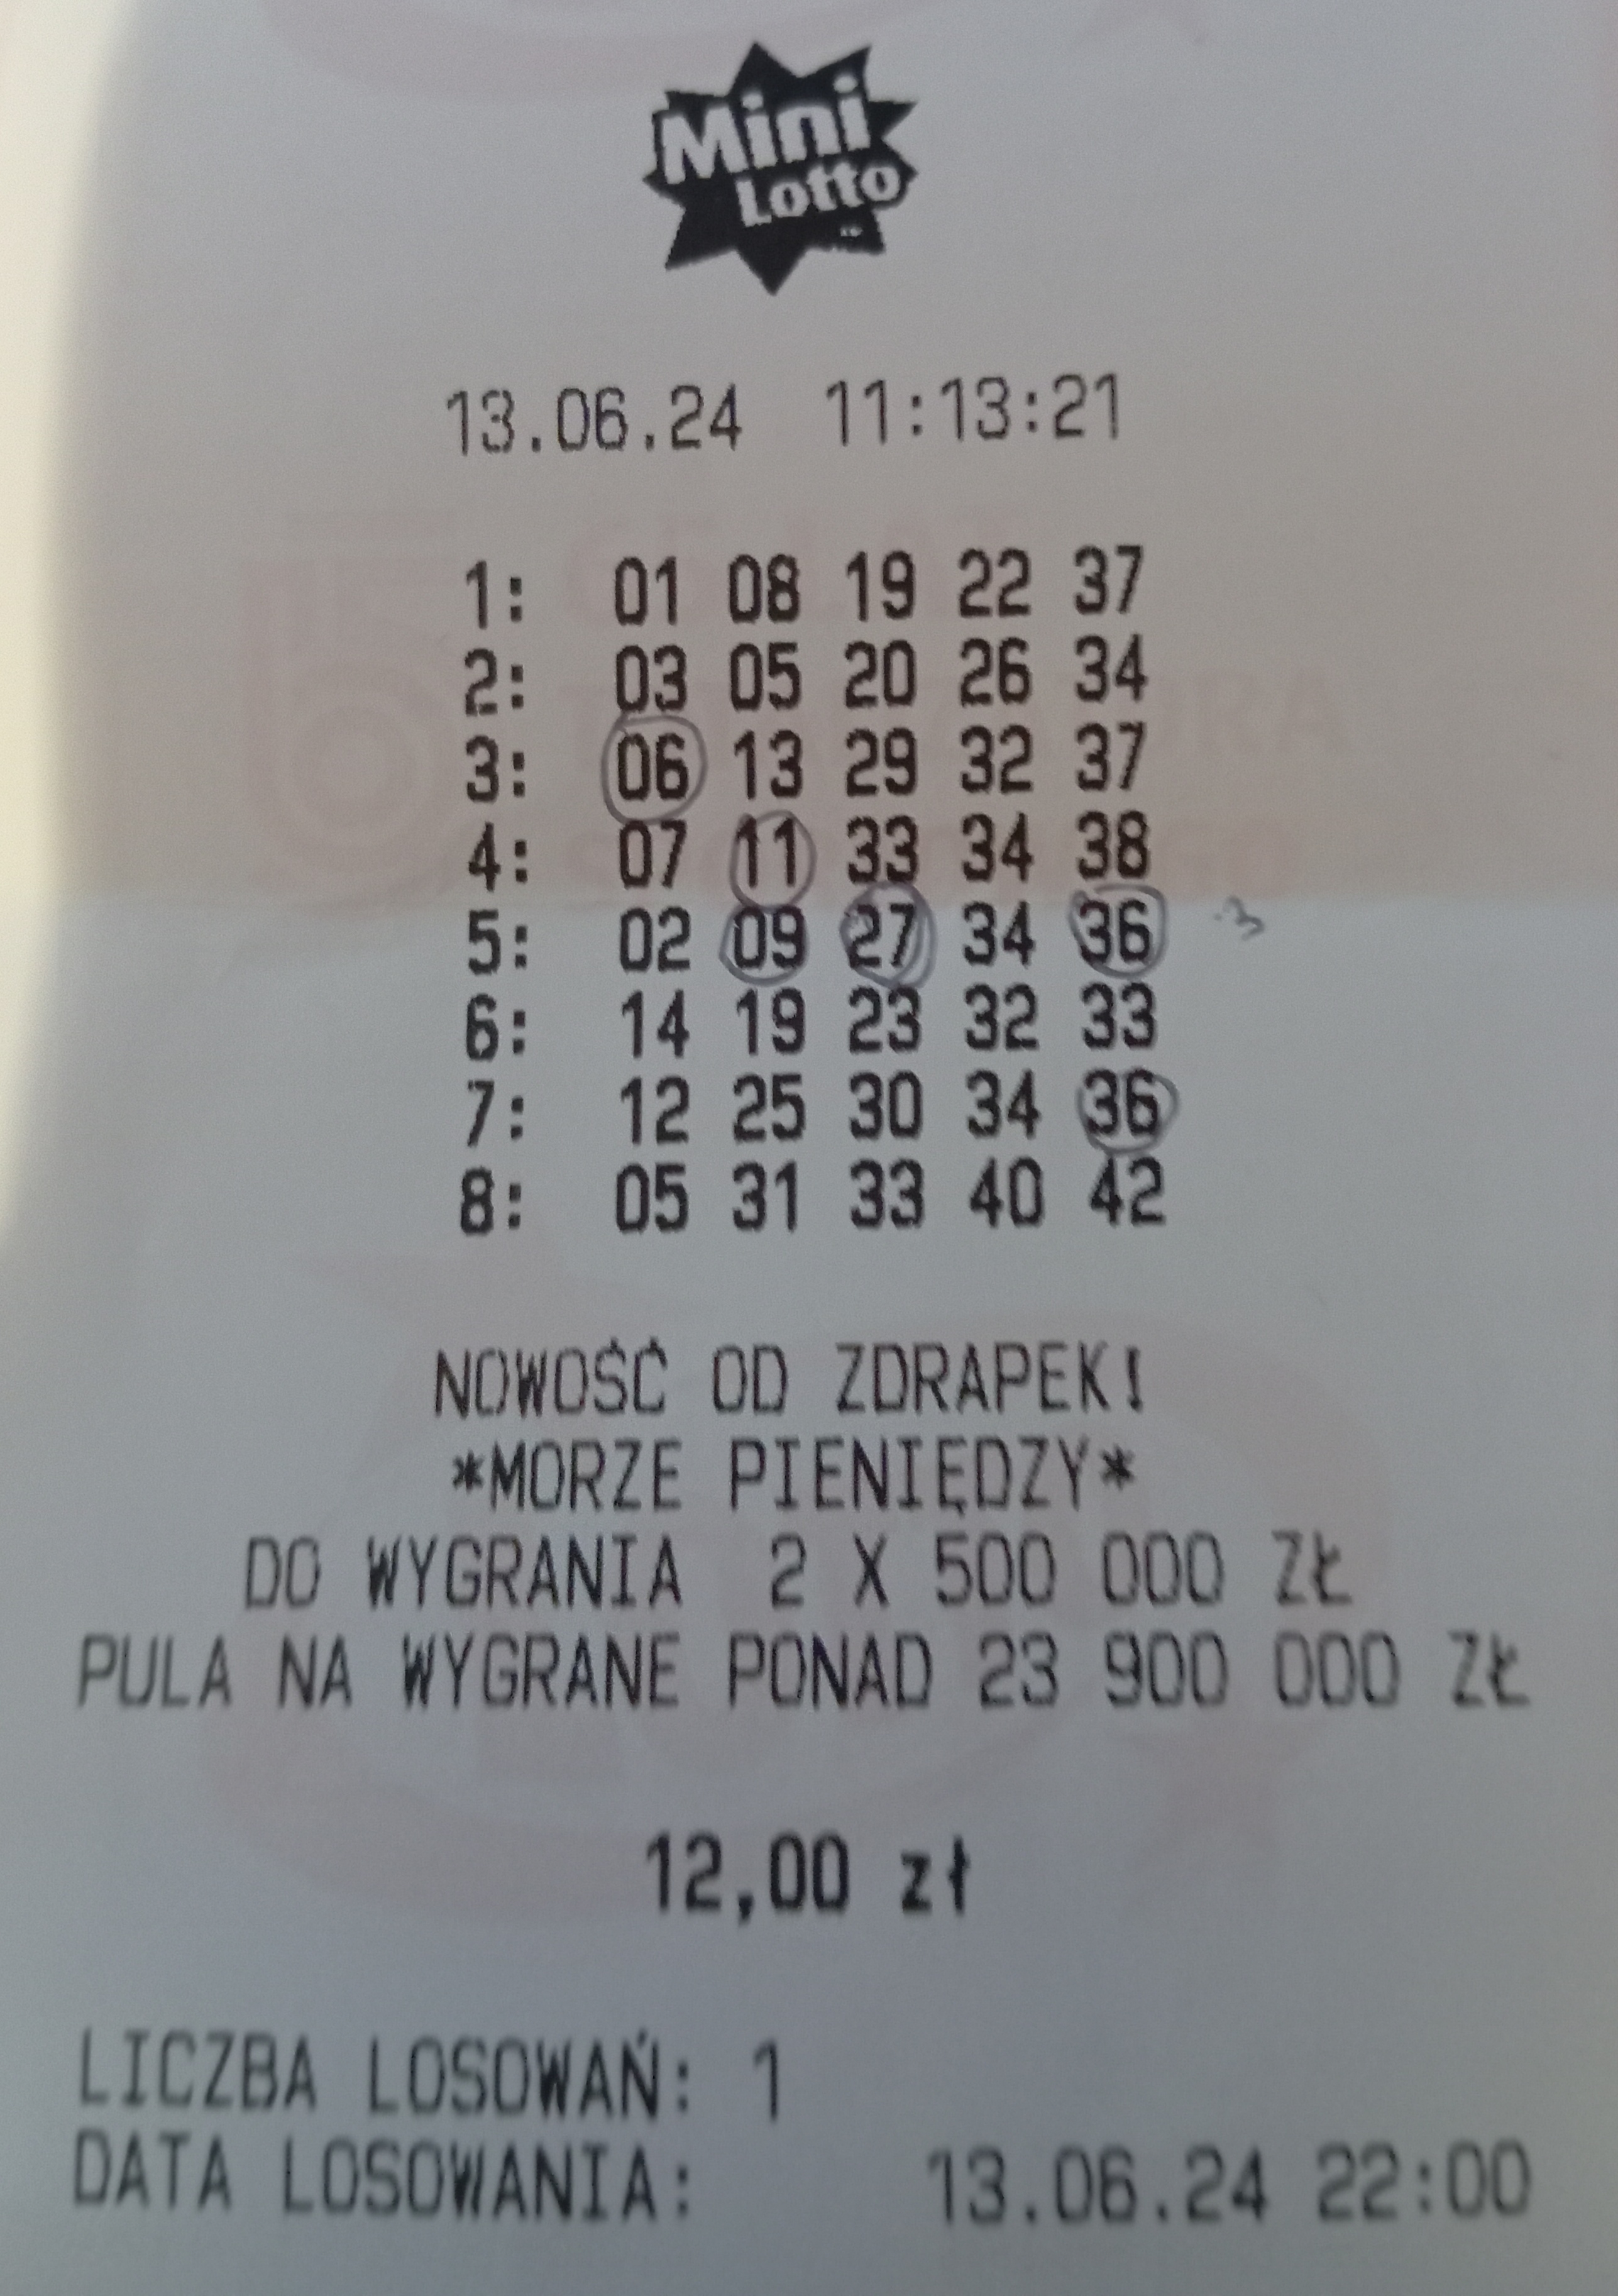 Mini
Lotto
13.06.24 11:13:21
1: 01 08 19 22 37
2: 03 05 20 26 34
3: 06 13 29 32 37
4: 07 11 33 34 38
5: 02 09 27 34 36 3
6: 14 19 23 32 33
7: 12 25 30 34 36
8: 05 31 33 40 42
NOWOŚĆ OD ZDRAPEK!
*MORZE PIENIĘDZY*
DO WYGRANIA 2 X 500 000 ZŁ
PULA NA WYGRANE PONAD 23 900 000 ZŁ
12,00 zł
LICZBA LOSOWAŃ: 1
DATA LOSOWANIA: 13.06.24 22:00